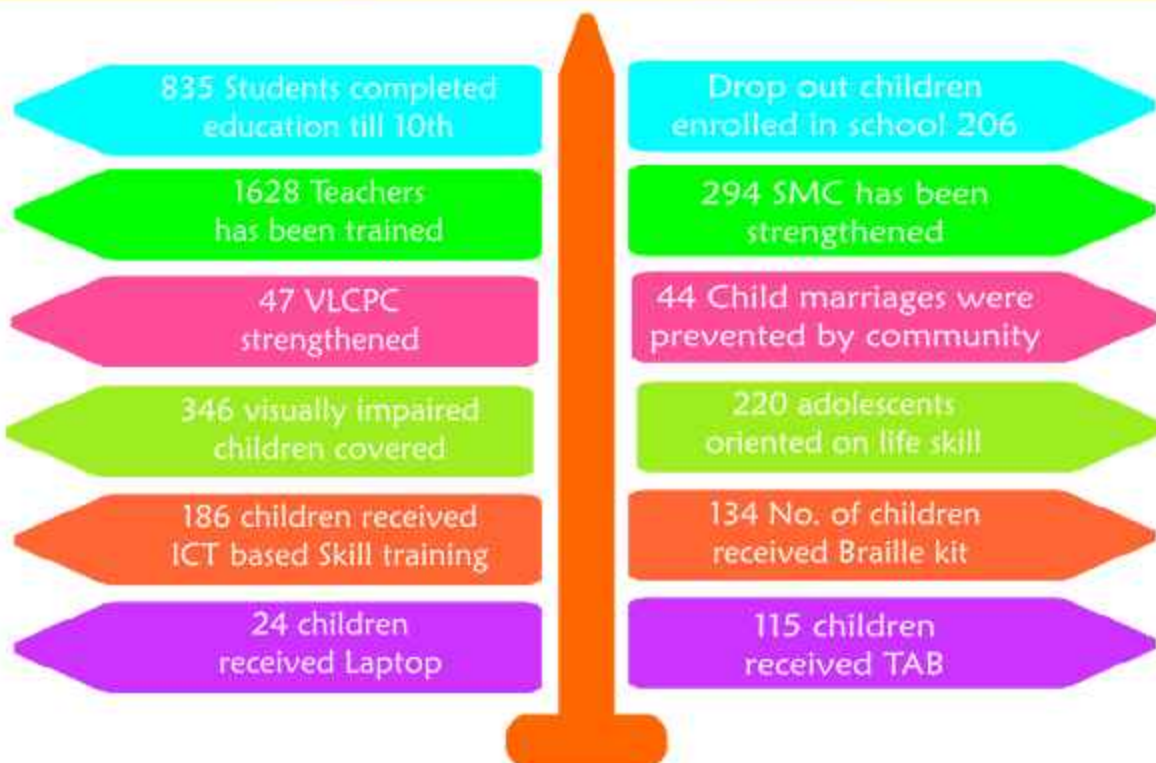 835 Students completed
education till 10th
Drop out children
enrolled in school 206
1628 Teachers
has been trained
294 SMC has been
strengthened
47 VLCPC
strengthened
44 Child marriages were
prevented by community
346 visually impaired
children covered
220 adolescents
oriented on life skill
186 children received
ICT based Skill training
134 No. of children
received Braille kit
24 children
received Laptop
115 children
received TAB